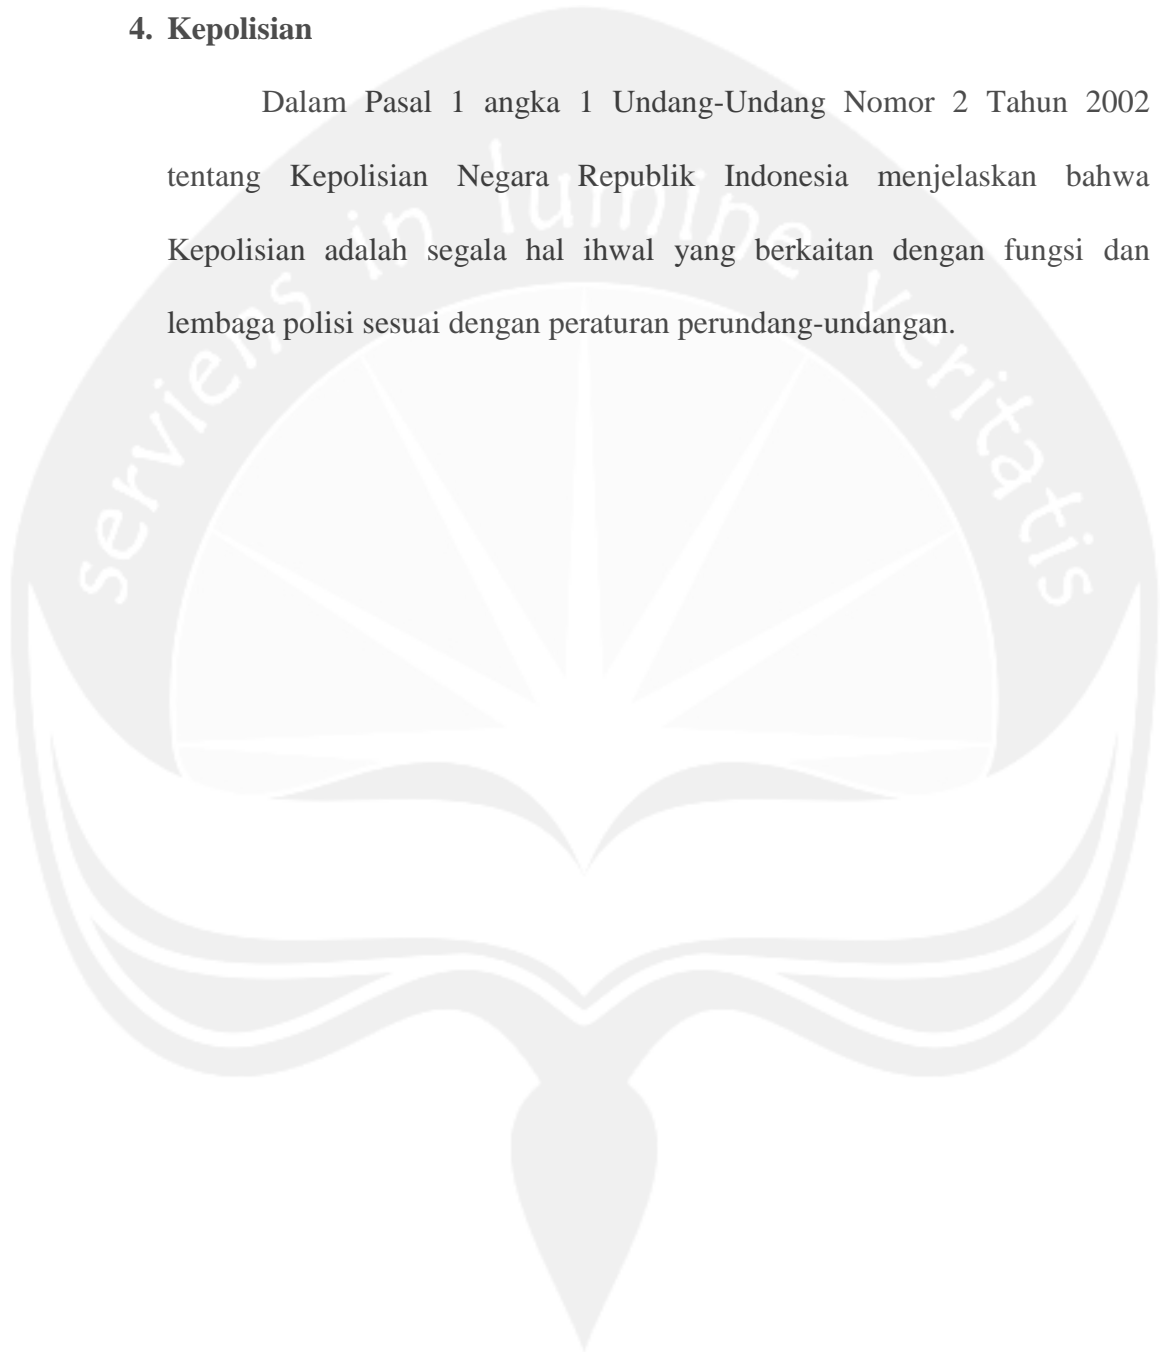 4. Kepolisian
Dalam Pasal 1 angka 1 Undang-Undang Nomor 2 Tahun 2002
tentang Kepolisian Negara Republik Indonesia menjelaskan bahwa
Kepolisian adalah segala hal ihwal yang berkaitan dengan fungsi dan
lembaga polisi sesuai dengan peraturan perundang-undangan.
serviens in lumine veritatis